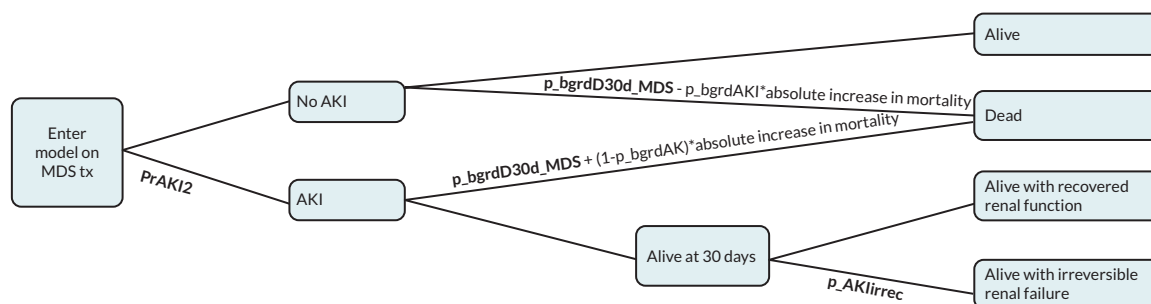 Alive
p_bgrdD30d_MDS - p_bgrdAKI*absolute increase in mortality
No AKI
Dead
Enter
model on
MDS tx
p_bgrdD30d_MDS + (1-p_bgrdAK)*absolute increase in mortality
PrAKI2
AKI
Alive with recovered
renal function
Alive at 30 days
p_AKIirrec
Alive with irreversible
renal failure